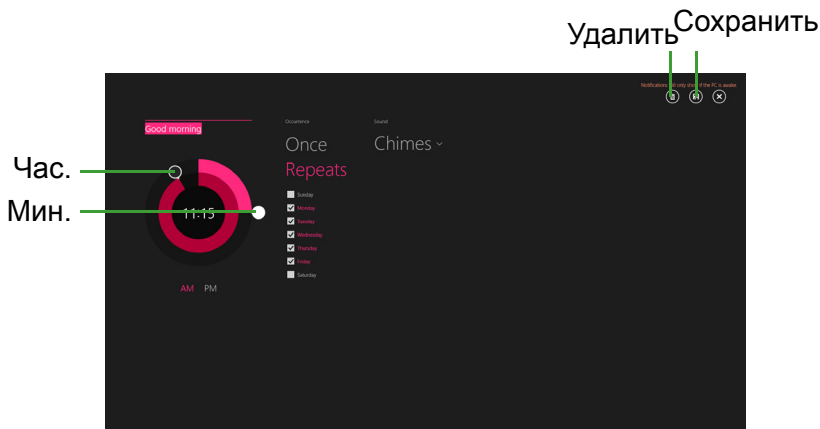 Удалить Сохранить
Notifications will only show if the PC is awake
Good morning
Occurrence
Sound
Once
Chimes
Repeats
Час.
Мин.
11:15
Sunday
Monday
Tuesday
Wednesday
Thursday
Friday
Saturday
AM PM